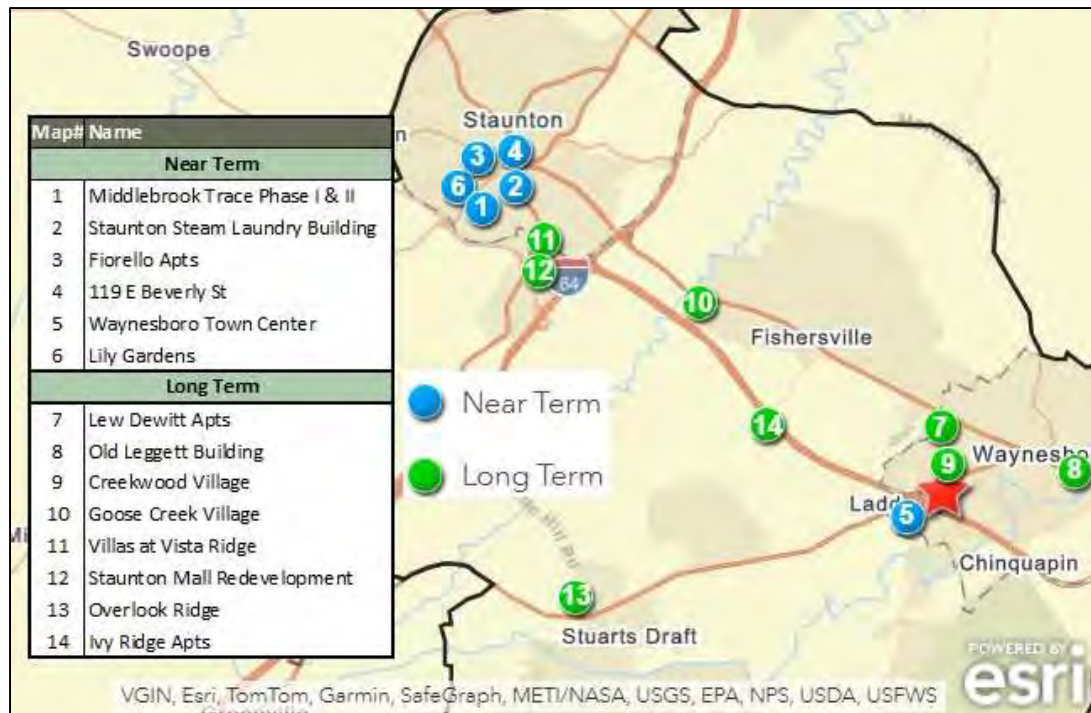 Swoope
Staunton
Map# Name
Near Term
1 Middlebrook Trace Phase I & II
2 Staunton Steam Laundry Building
3 Fiorello Apts
4 119 E Beverly St
5 Waynesboro Town Center
6 Lily Gardens
Long Term
7 Lew Dewitt Apts
8 Old Leggett Building
9 Creekwood Village
10 Goose Creek Village
11 Villas at Vista Ridge
12 Staunton Mall Redevelopment
13 Overlook Ridge
14 Ivy Ridge Apts
3
4
6
2
1
11
12
64
10
Fishersville
Near Term
Long Term
14
7
Waynesbo
9
8
Ladd
5
Chinquapin
13
Stuarts Draft
POWERED BY
esri
VGIN, Esri, TomTom, Garmin, SafeGraph, METI/NASA, USGS, EPA, NPS, USDA, USFWS